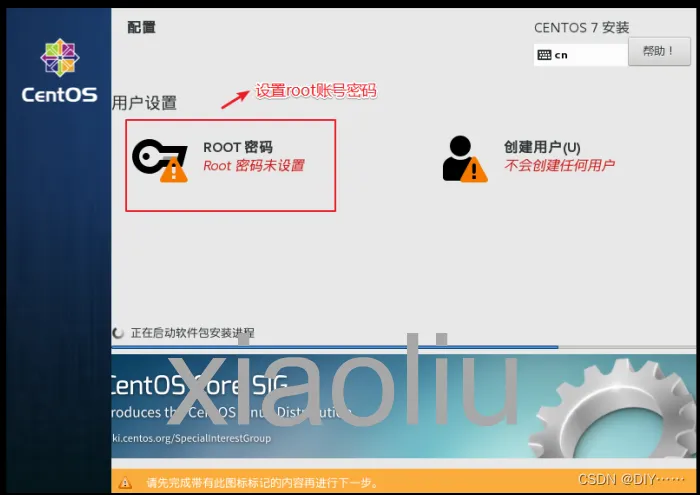 配置
CENTOS 7 安装
cn
帮助！
CentOS
设置root账号密码
用户设置
ROOT 密码
Root 密码未设置
创建用户(U)
不会创建任何用户
正在启动软件包安装进程
xiaoliu
CentOS Core SIG
roduces the CentOS Linux Distribution
ki.centos.org/SpecialInterestGroup
请先完成带有此图标标记的内容再进行下一步。
CSDN @DIY……